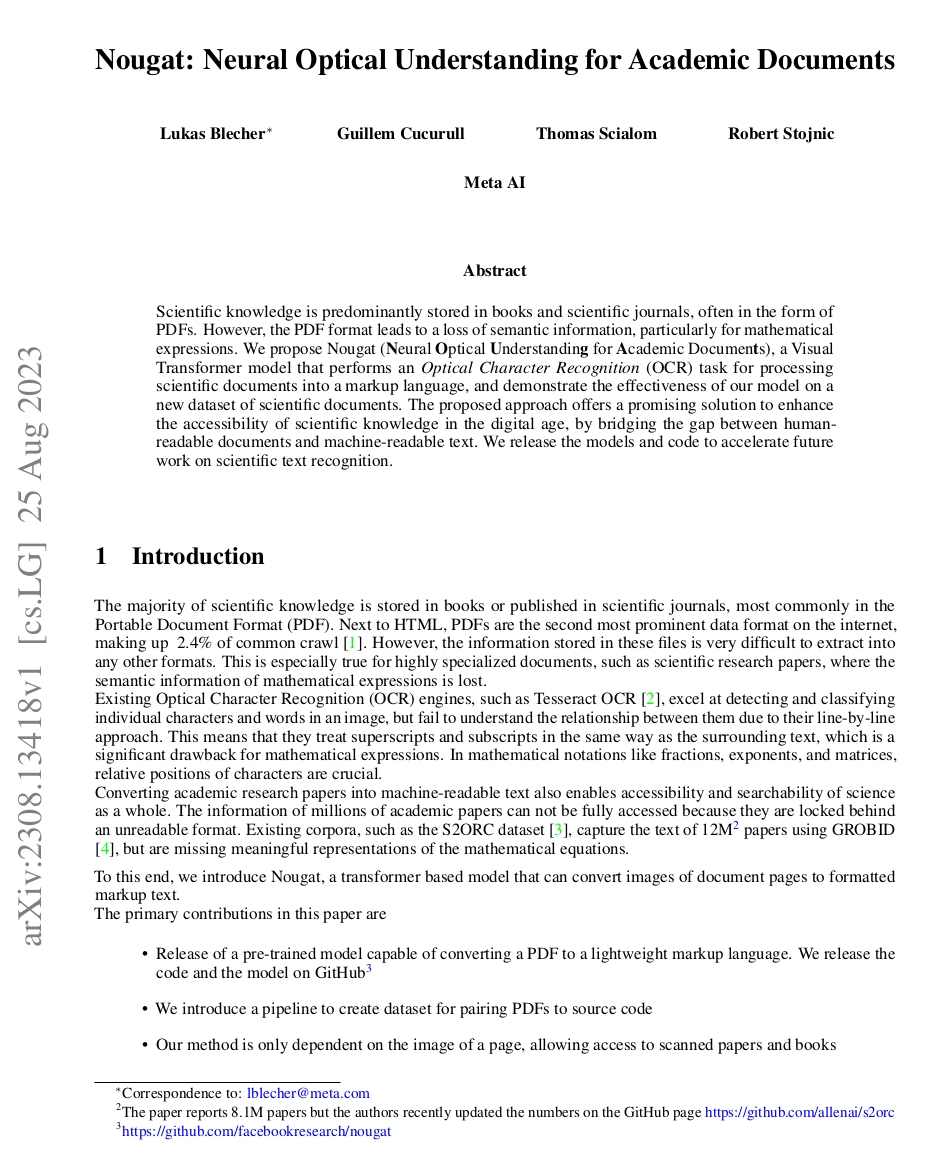 Nougat: Neural Optical Understanding for Academic Documents
Lukas Blecher* Guillem Cucurull Thomas Scialom Robert Stojnic
Meta AI
Abstract
Scientific knowledge is predominantly stored in books and scientific journals, often in the form of
PDFs. However, the PDF format leads to a loss of semantic information, particularly for mathematical
expressions. We propose Nougat (Neural Optical Understanding for Academic Documents), a Visual
Transformer model that performs an Optical Character Recognition (OCR) task for processing
scientific documents into a markup language, and demonstrate the effectiveness of our model on a
new dataset of scientific documents. The proposed approach offers a promising solution to enhance
the accessibility of scientific knowledge in the digital age, by bridging the gap between human-
readable documents and machine-readable text. We release the models and code to accelerate future
work on scientific text recognition.
1 Introduction
The majority of scientific knowledge is stored in books or published in scientific journals, most commonly in the
Portable Document Format (PDF). Next to HTML, PDFs are the second most prominent data format on the internet,
making up 2.4% of common crawl [1]. However, the information stored in these files is very difficult to extract into
any other formats. This is especially true for highly specialized documents, such as scientific research papers, where the
semantic information of mathematical expressions is lost.
Existing Optical Character Recognition (OCR) engines, such as Tesseract OCR [2], excel at detecting and classifying
individual characters and words in an image, but fail to understand the relationship between them due to their line-by-line
approach. This means that they treat superscripts and subscripts in the same way as the surrounding text, which is a
significant drawback for mathematical expressions. In mathematical notations like fractions, exponents, and matrices,
relative positions of characters are crucial.
Converting academic research papers into machine-readable text also enables accessibility and searchability of science
as a whole. The information of millions of academic papers can not be fully accessed because they are locked behind
an unreadable format. Existing corpora, such as the S2ORC dataset [3], capture the text of 12M² papers using GROBID
[4], but are missing meaningful representations of the mathematical equations.
To this end, we introduce Nougat, a transformer based model that can convert images of document pages to formatted
markup text.
The primary contributions in this paper are
• Release of a pre-trained model capable of converting a PDF to a lightweight markup language. We release the
code and the model on GitHub³
• We introduce a pipeline to create dataset for pairing PDFs to source code
• Our method is only dependent on the image of a page, allowing access to scanned papers and books
*Correspondence to: lblecher@meta.com
²The paper reports 8.1M papers but the authors recently updated the numbers on the GitHub page https://github.com/allenai/s2orc
³https://github.com/facebookresearch/nougat
arXiv:2308.13418v1 [cs.LG] 25 Aug 2023